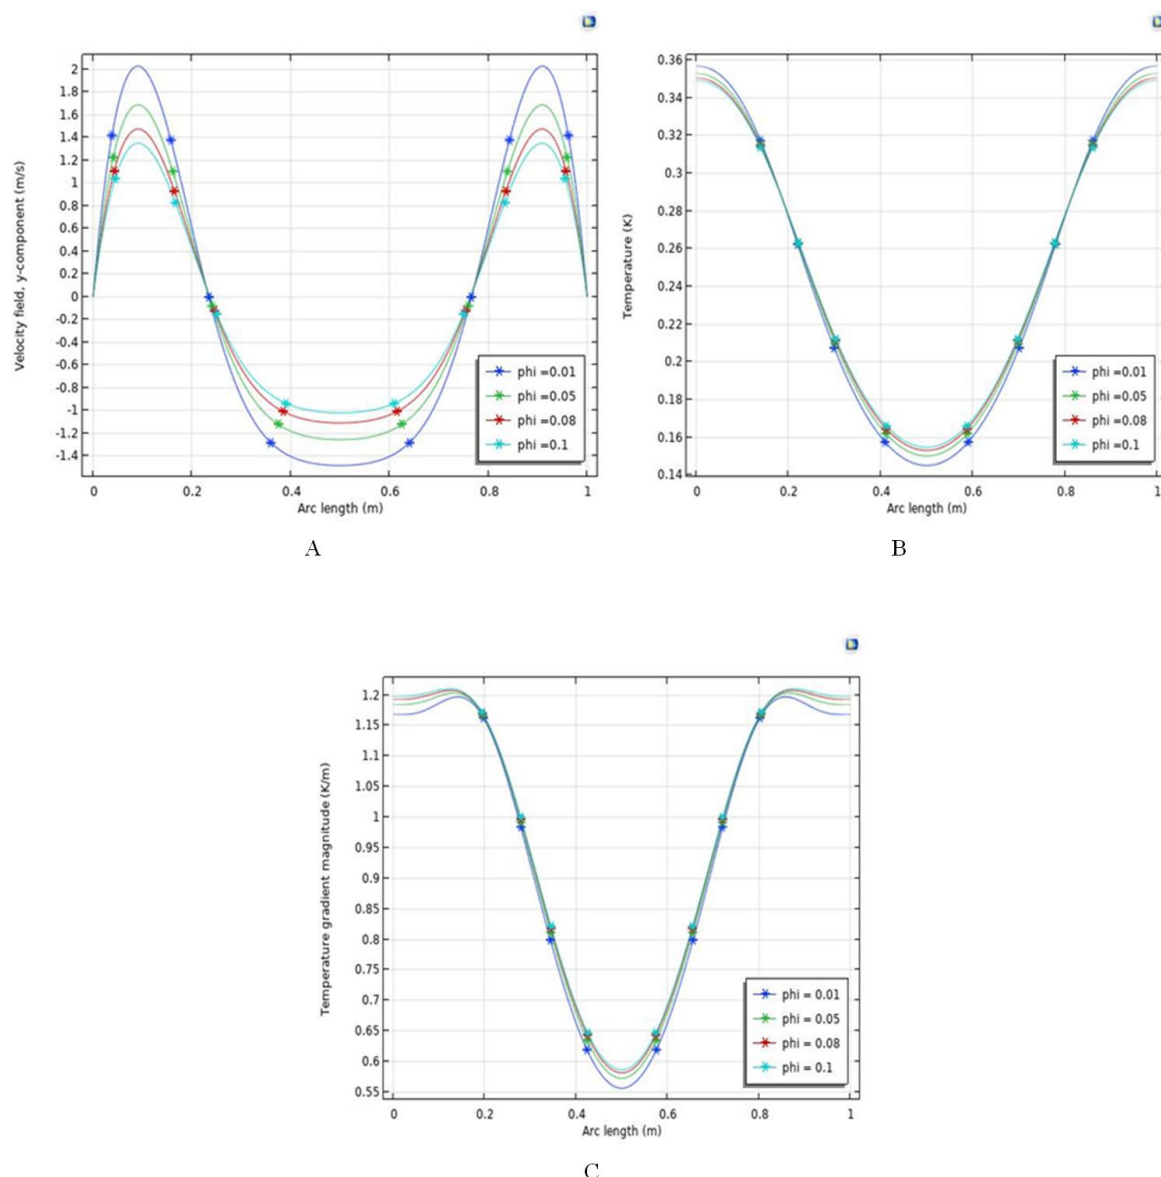 Velocity field, y-component (m/s)
2
1.8
1.6
1.4
1.2
1
0.8
0.6
0.4
0.2
0
-0.2
-0.4
-0.6
-0.8
-1
-1.2
-1.4
0 0.2 0.4 0.6 0.8 1
Arc length (m)
phi =0.01
phi =0.05
phi =0.08
phi =0.1
A
Temperature (K)
0.36
0.34
0.32
0.3
0.28
0.26
0.24
0.22
0.2
0.18
0.16
0.14
0 0.2 0.4 0.6 0.8 1
Arc length (m)
phi =0.01
phi =0.05
phi =0.08
phi =0.1
B
Temperature gradient magnitude (K/m)
1.2
1.15
1.1
1.05
1
0.95
0.9
0.85
0.8
0.75
0.7
0.65
0.6
0.55
0 0.2 0.4 0.6 0.8 1
Arc length (m)
phi = 0.01
phi = 0.05
phi = 0.08
phi = 0.1
C